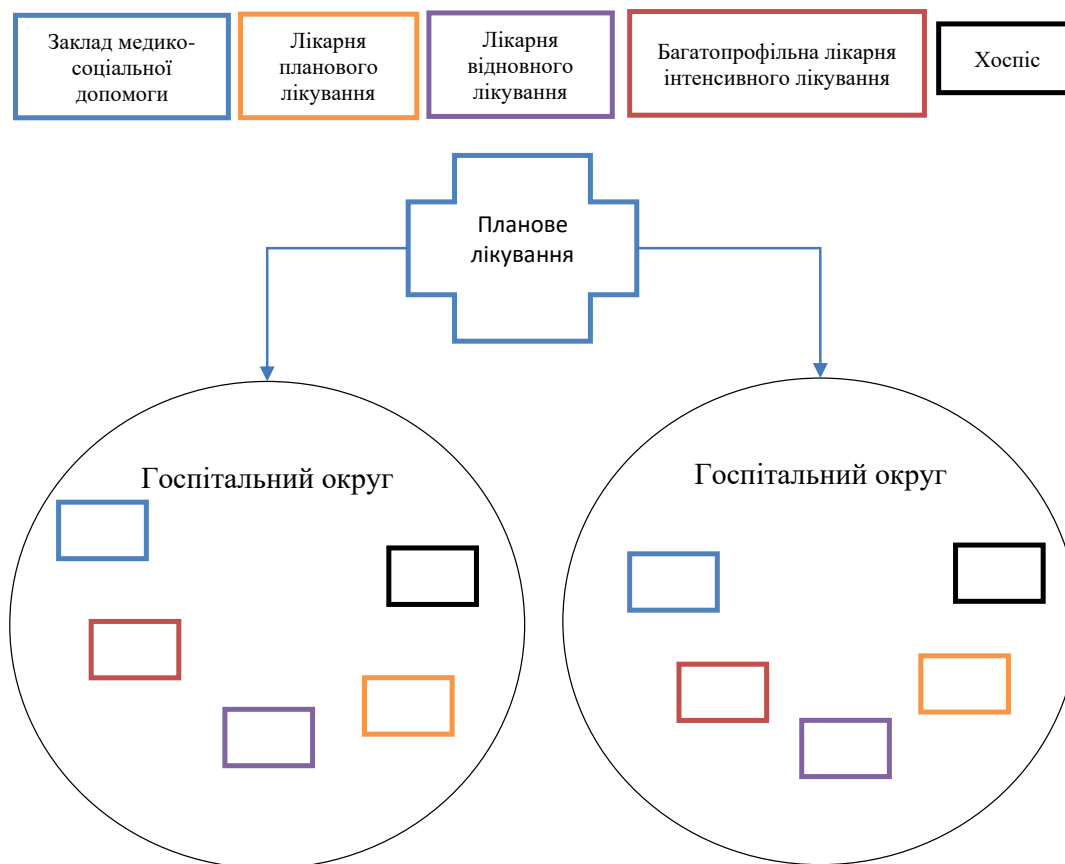 Заклад медико-
соціальної
допомоги
Лікарня
планового
лікування
Лікарня
відновного
лікування
Багатопрофільна лікарня
інтенсивного лікування
Хоспіс
Планове
лікування
Госпітальний округ
Госпітальний округ